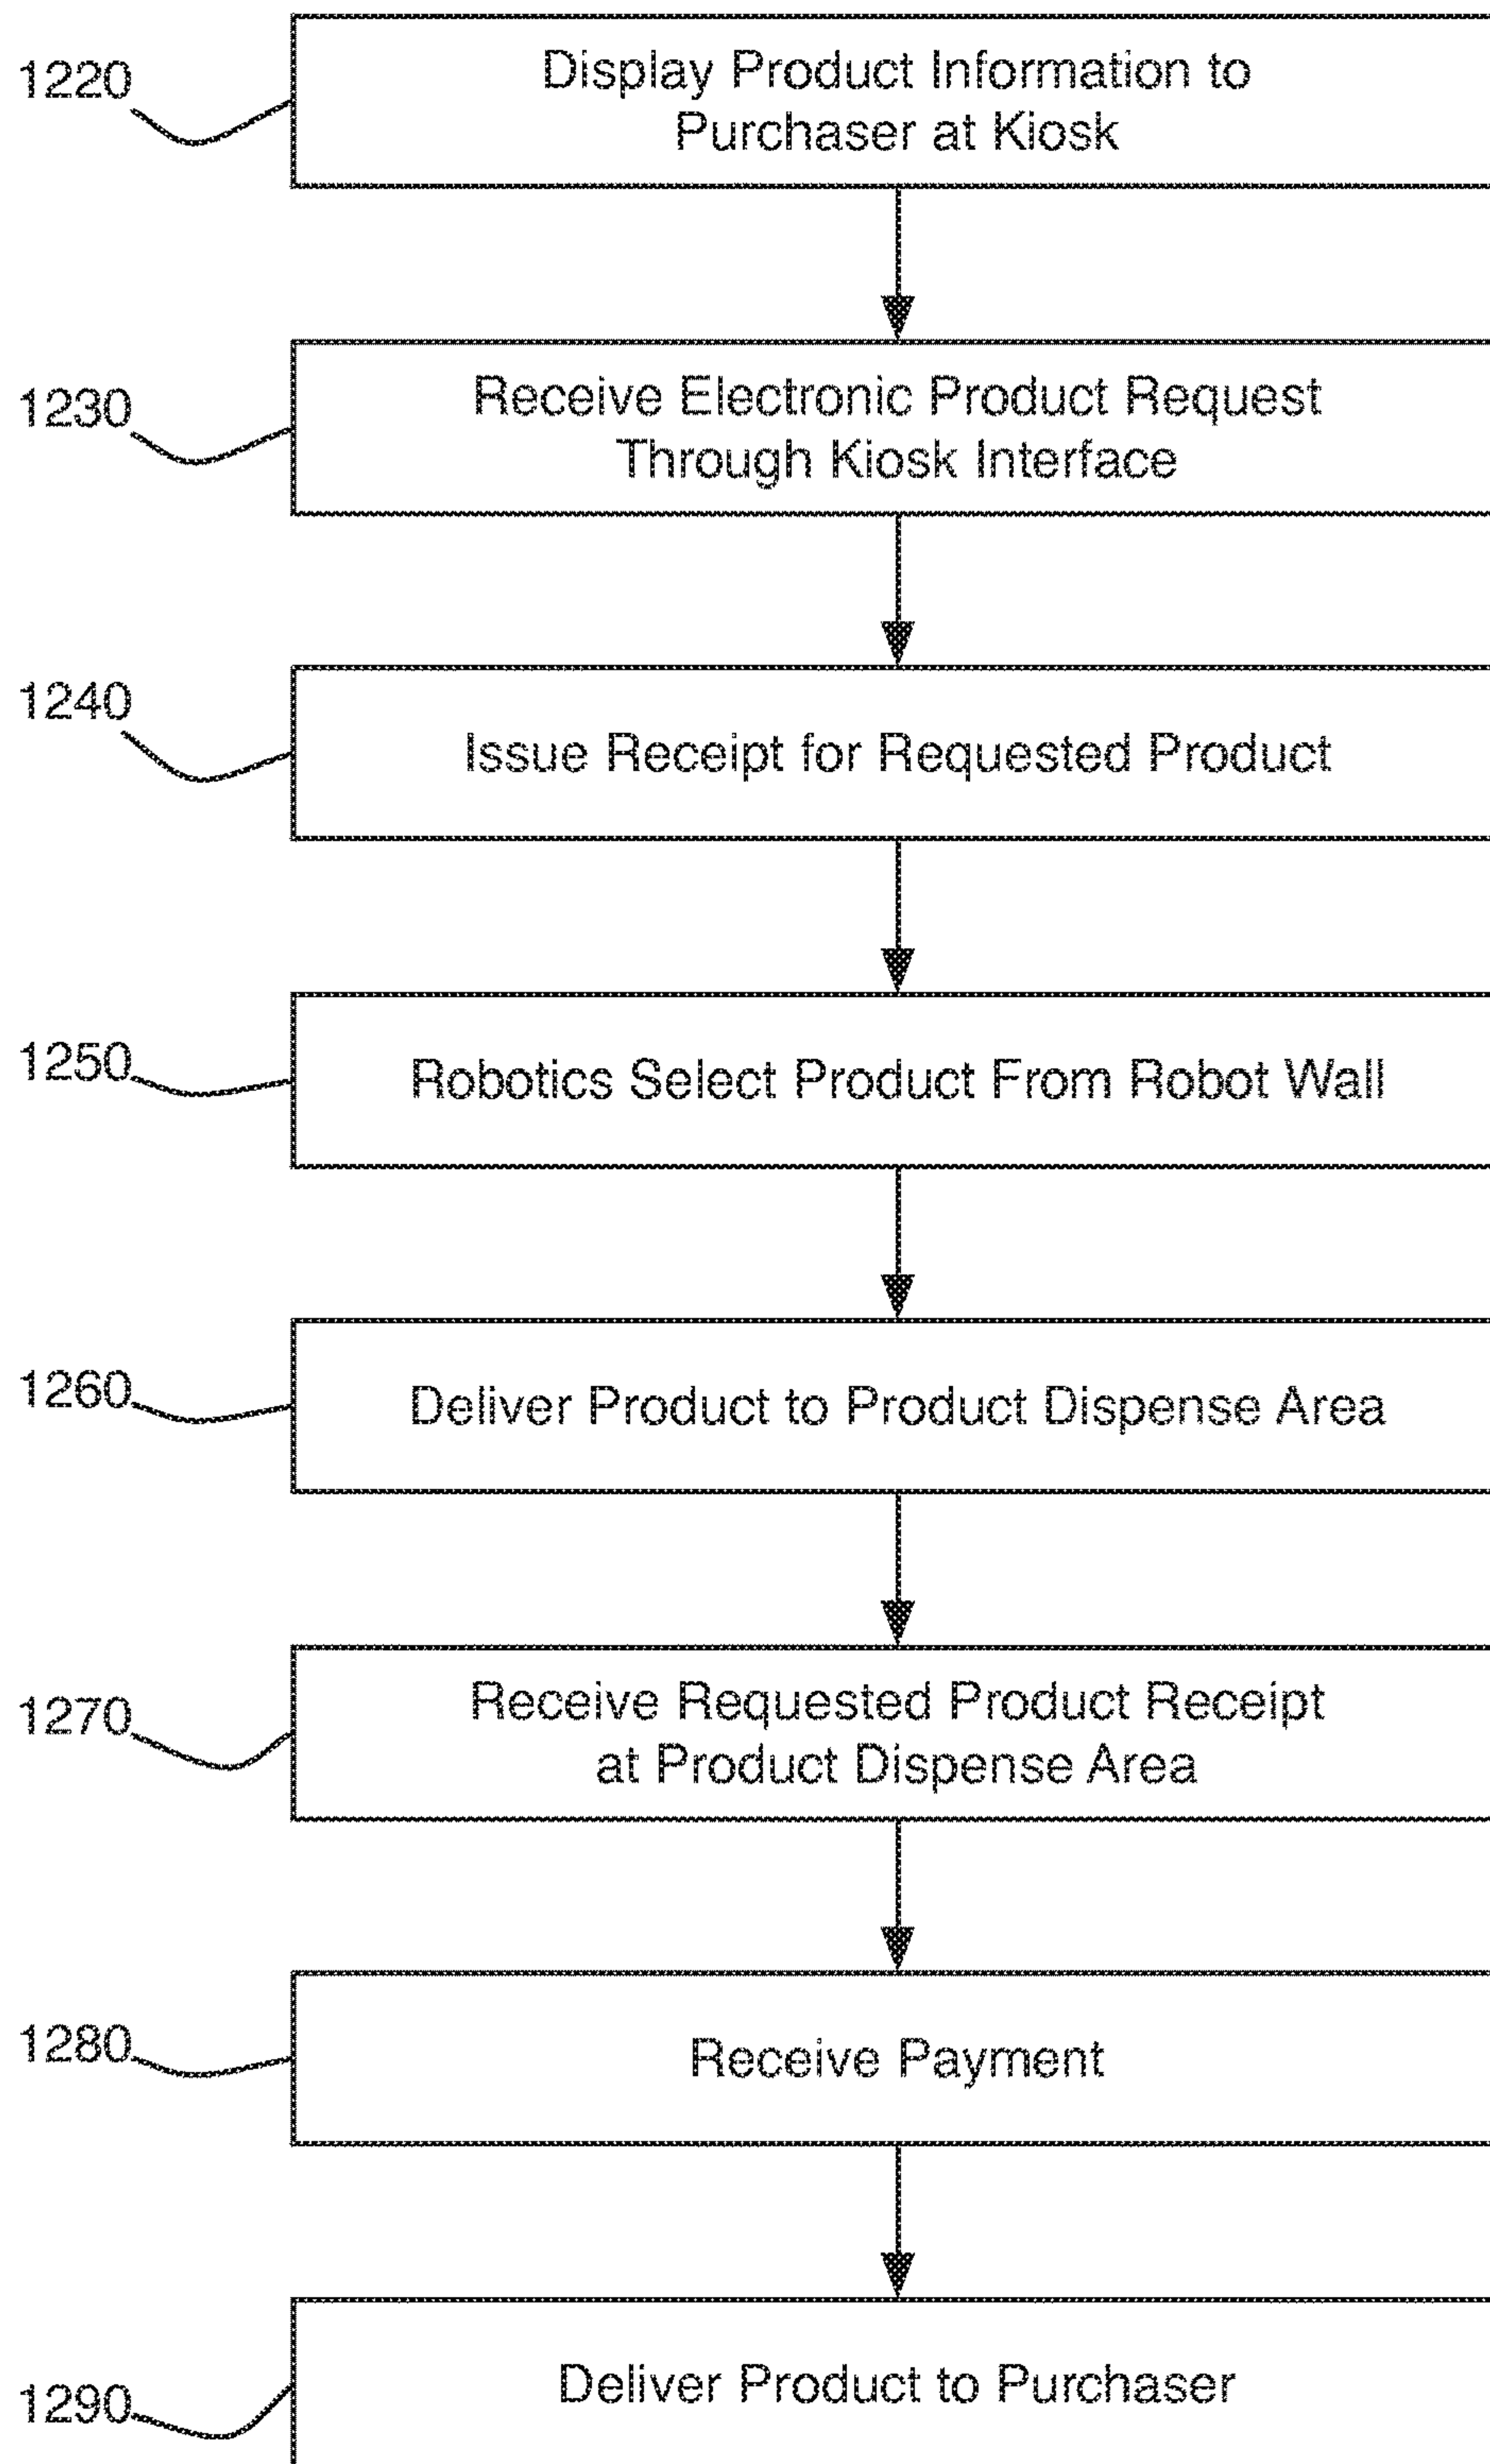 1220
Display Product Information to
Purchaser at Kiosk
1230
Receive Electronic Product Request
Through Kiosk Interface
1240
Issue Receipt for Requested Product
1250
Robotics Select Product From Robot Wall
1260
Deliver Product to Product Dispense Area
1270
Receive Requested Product Receipt
at Product Dispense Area
1280
Receive Payment
1290
Deliver Product to Purchaser